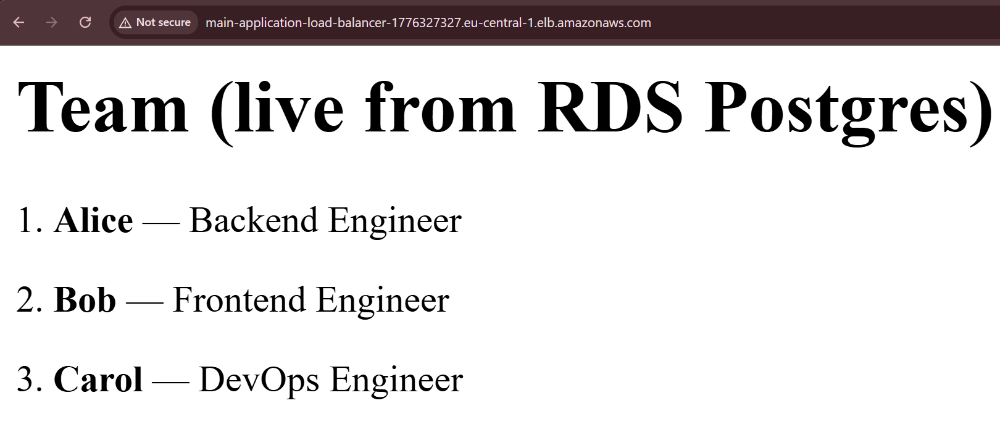 Not secure main-application-load-balancer-1776327327.eu-central-1.elb.amazonaws.com
Team (live from RDS Postgres)
1. Alice — Backend Engineer
2. Bob — Frontend Engineer
3. Carol — DevOps Engineer